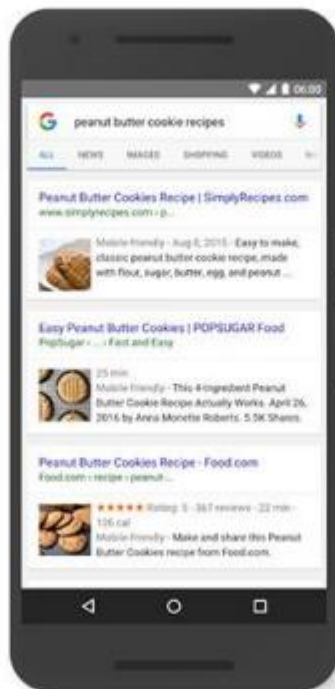 06:00
G peanut butter cookie recipes
ALL NEWS IMAGES SHOPPING VIDEOS
Peanut Butter Cookies Recipe | SimplyRecipes.com
www.simplyrecipes.com › p...
Mobile-friendly - Aug 8, 2015 - Easy to make,
classic peanut butter cookie recipe, made
with flour, sugar, butter, egg, and peanut ...
Easy Peanut Butter Cookies | POPSUGAR Food
PopSugar › ... › Fast and Easy
25 min
Mobile-friendly - This 4-Ingredient Peanut
Butter Cookie Recipe Actually Works. April 26,
2016 by Anna Monette Roberts. 5.5K Shares.
Peanut Butter Cookies Recipe - Food.com
Food.com › recipe › peanut-...
★★★★★ Rating: 5 - 367 reviews - 22 min -
136 cal
Mobile-friendly - Make and share this Peanut
Butter Cookies recipe from Food.com.